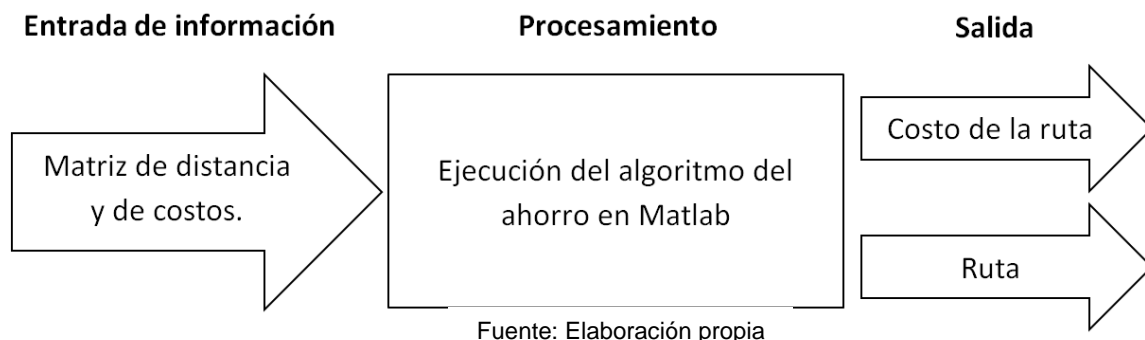 Entrada de información
Procesamiento
Salida
Matriz de distancia
y de costos.
Ejecución del algoritmo del
ahorro en Matlab
Costo de la ruta
Ruta
Fuente: Elaboración propia